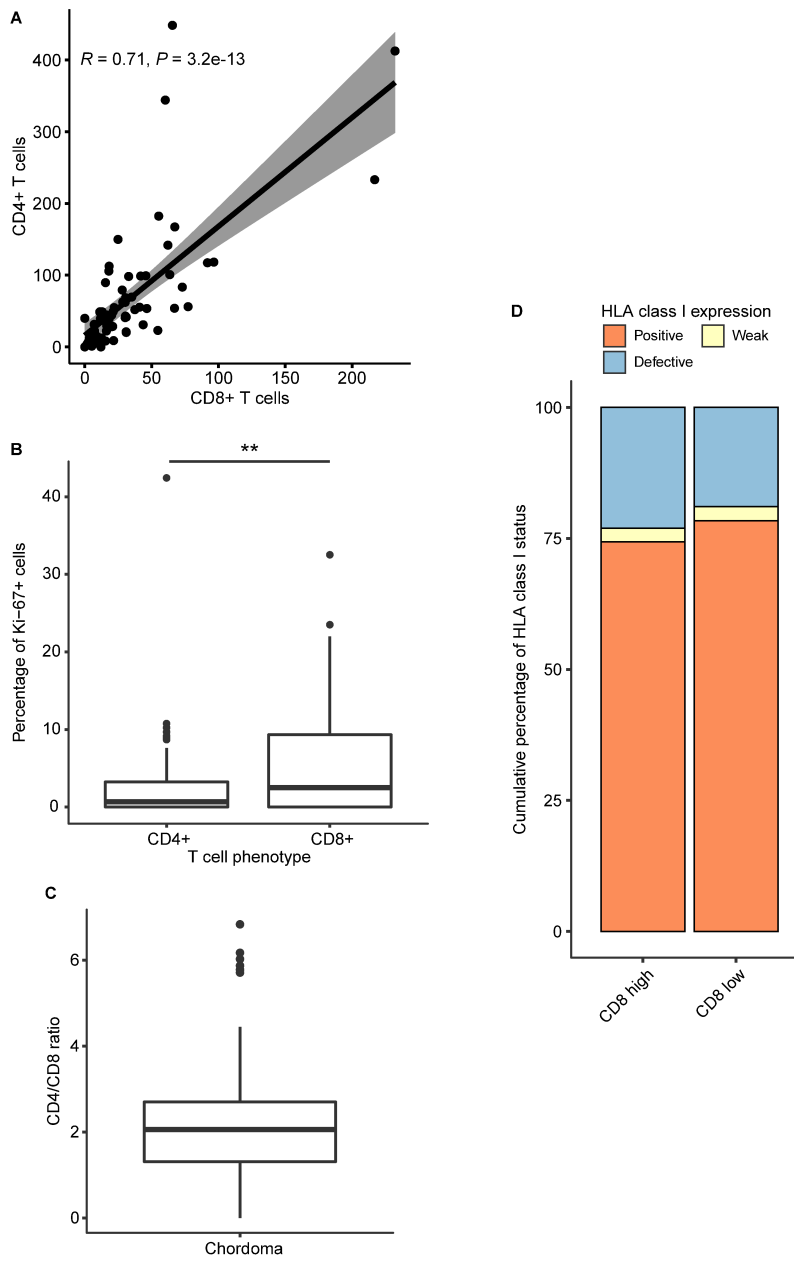 A
R = 0.71, P = 3.2e-13
CD4+ T cells
400
300
200
100
0
0 50 100 150 200
CD8+ T cells
B
**
Percentage of Ki−67+ cells
40
30
20
10
0
CD4+ CD8+
T cell phenotype
C
CD4/CD8 ratio
6
4
2
0
Chordoma
D
HLA class I expression
Positive Weak
Defective
Cumulative percentage of HLA class I status
100
75
50
25
0
CD8 high
CD8 low